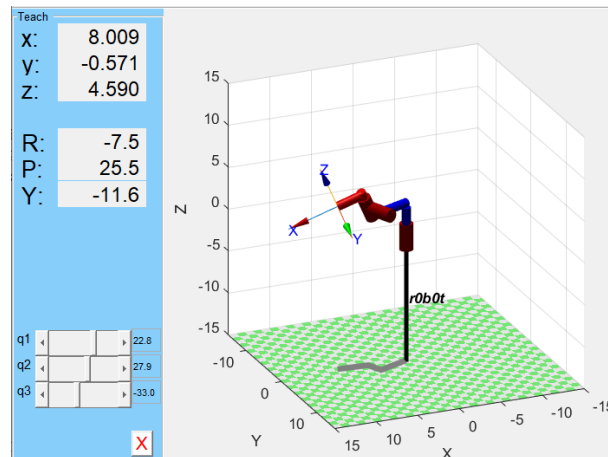 Teach
x: 8.009
y: -0.571
z: 4.590
R: -7.5
P: 25.5
Y: -11.6
q1 22.8
q2 27.9
q3 -33.0
X
15
10
5
0
-5
-10
-15
Z
Z
X
Y
r0b0t
-10
0
10
Y
15
10
5
0
-5
-10
-15
X